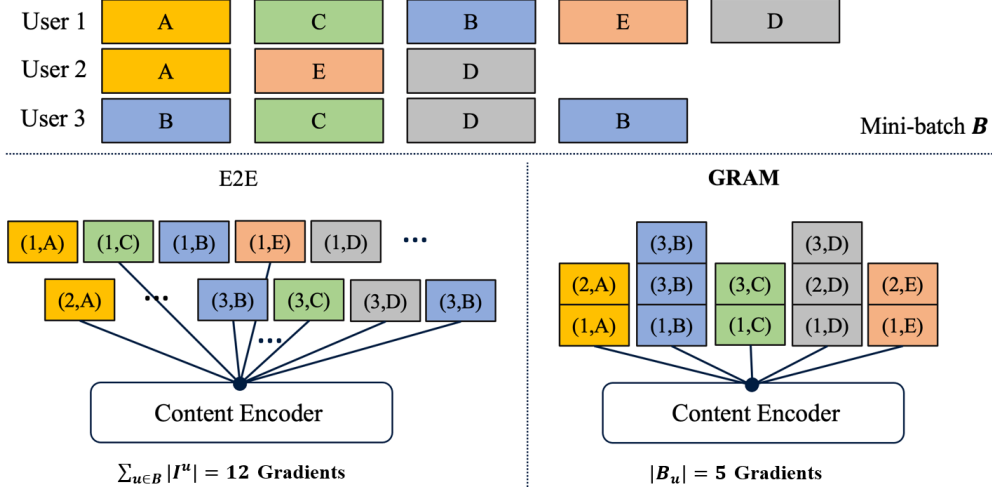 User 1 A C B E D
User 2 A E D
User 3 B C D B
Mini-batch B
E2E
(1,A) (1,C) (1,B) (1,E) (1,D) ...
(2,A) ... (3,B) (3,C) (3,D) (3,B)
...
Content Encoder
∑u∈B |Iᵘ| = 12 Gradients
GRAM
(3,B) (3,D)
(2,A) (3,B) (3,C) (2,D) (2,E)
(1,A) (1,B) (1,C) (1,D) (1,E)
Content Encoder
|Bu| = 5 Gradients